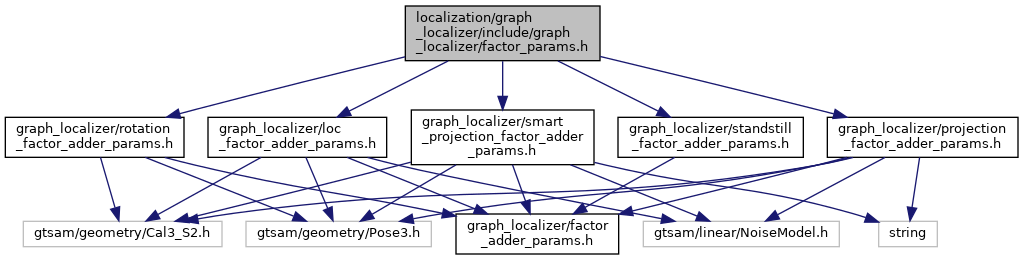 localization/graph
_localizer/include/graph
_localizer/factor_params.h
graph_localizer/rotation
_factor_adder_params.h
graph_localizer/loc
_factor_adder_params.h
graph_localizer/smart
_projection_factor_adder
_params.h
graph_localizer/standstill
_factor_adder_params.h
graph_localizer/projection
_factor_adder_params.h
gtsam/geometry/Cal3_S2.h
gtsam/geometry/Pose3.h
graph_localizer/factor
_adder_params.h
gtsam/linear/NoiseModel.h
string